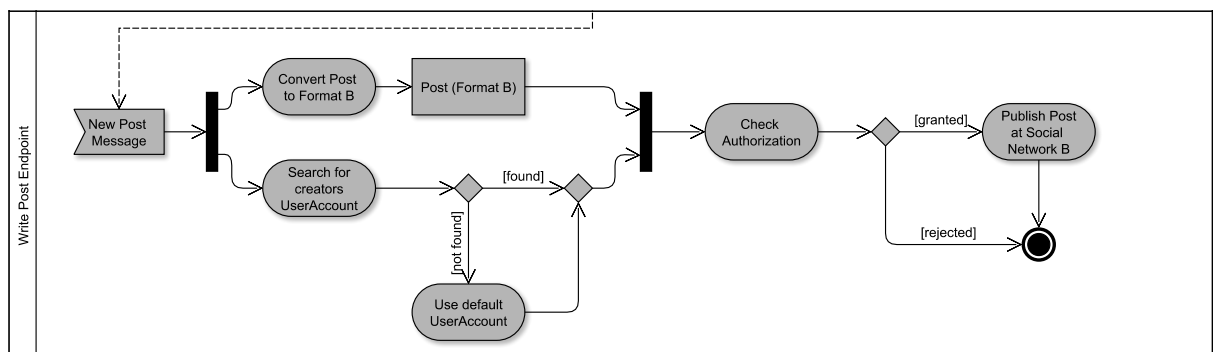 Write Post Endpoint
New Post
Message
Convert Post
to Format B
Post (Format B)
Search for
creators
UserAccount
[found]
[not found]
Use default
UserAccount
Check
Authorization
[granted]
[rejected]
Publish Post
at Social
Network B